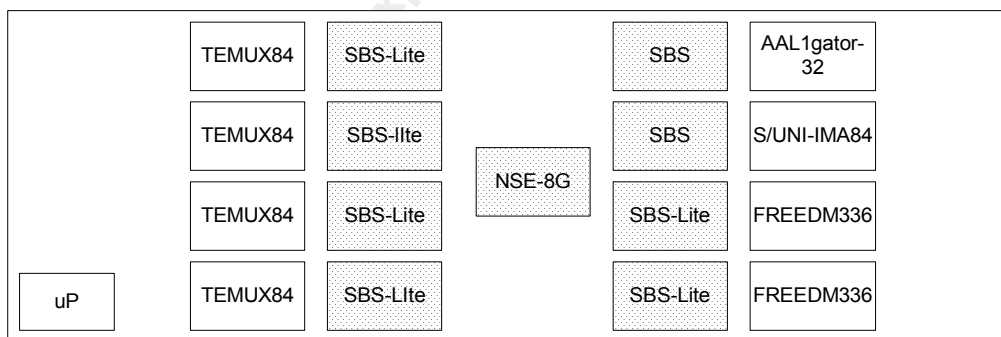 TEMUX84
SBS-Lite
SBS
AAL1gator-
32
TEMUX84
SBS-lIte
SBS
S/UNI-IMA84
NSE-8G
TEMUX84
SBS-Lite
SBS-Lite
FREEDM336
uP
TEMUX84
SBS-LIte
SBS-Lite
FREEDM336